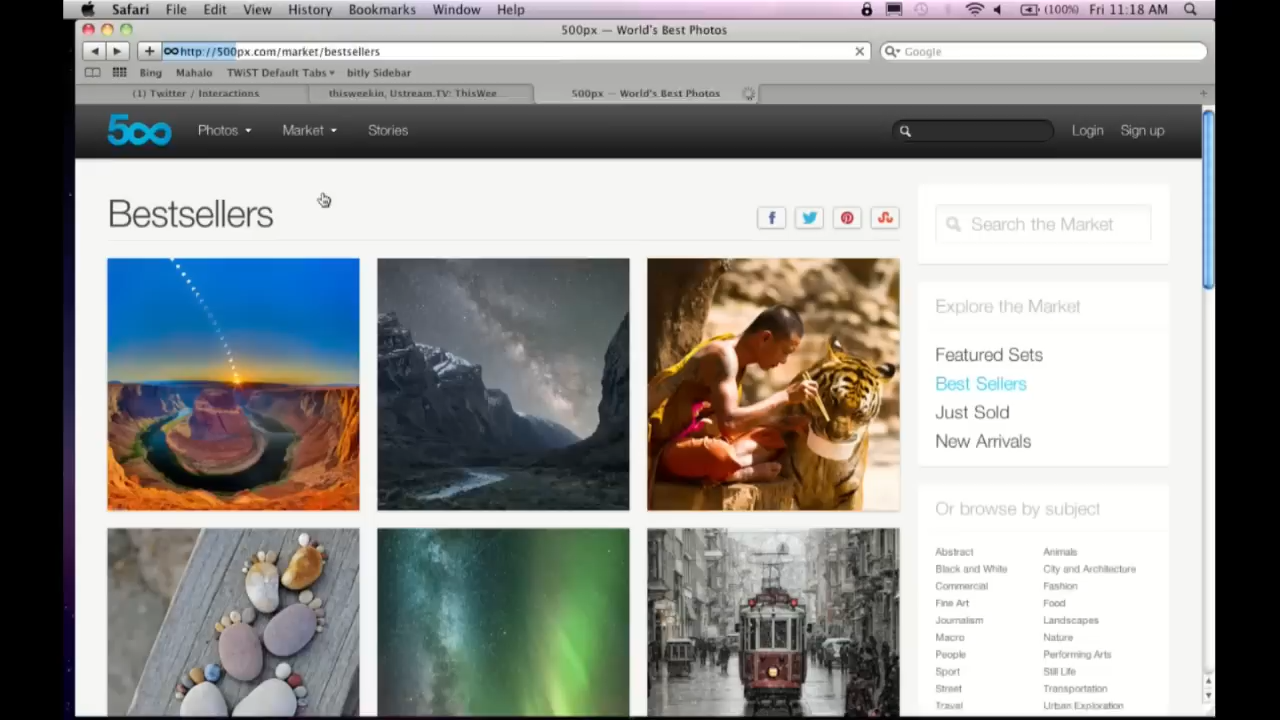 Safari File Edit View History Bookmarks Window Help (100%) Fri 11:18 AM
500px — World's Best Photos
http://500px.com/market/bestsellers Google
Bing Mahalo TWiST Default Tabs bitly Sidebar
(1) Twitter / Interactions thisweekin, Ustream.TV: ThisWee... 500px — World's Best Photos
500 Photos Market Stories Login Sign up
Bestsellers
Search the Market
Explore the Market
Featured Sets
Best Sellers
Just Sold
New Arrivals
Or browse by subject
Abstract Animals
Black and White City and Architecture
Commercial Fashion
Fine Art Food
Journalism Landscapes
Macro Nature
People Performing Arts
Sport Still Life
Street Transportation
Travel Urban Exploration